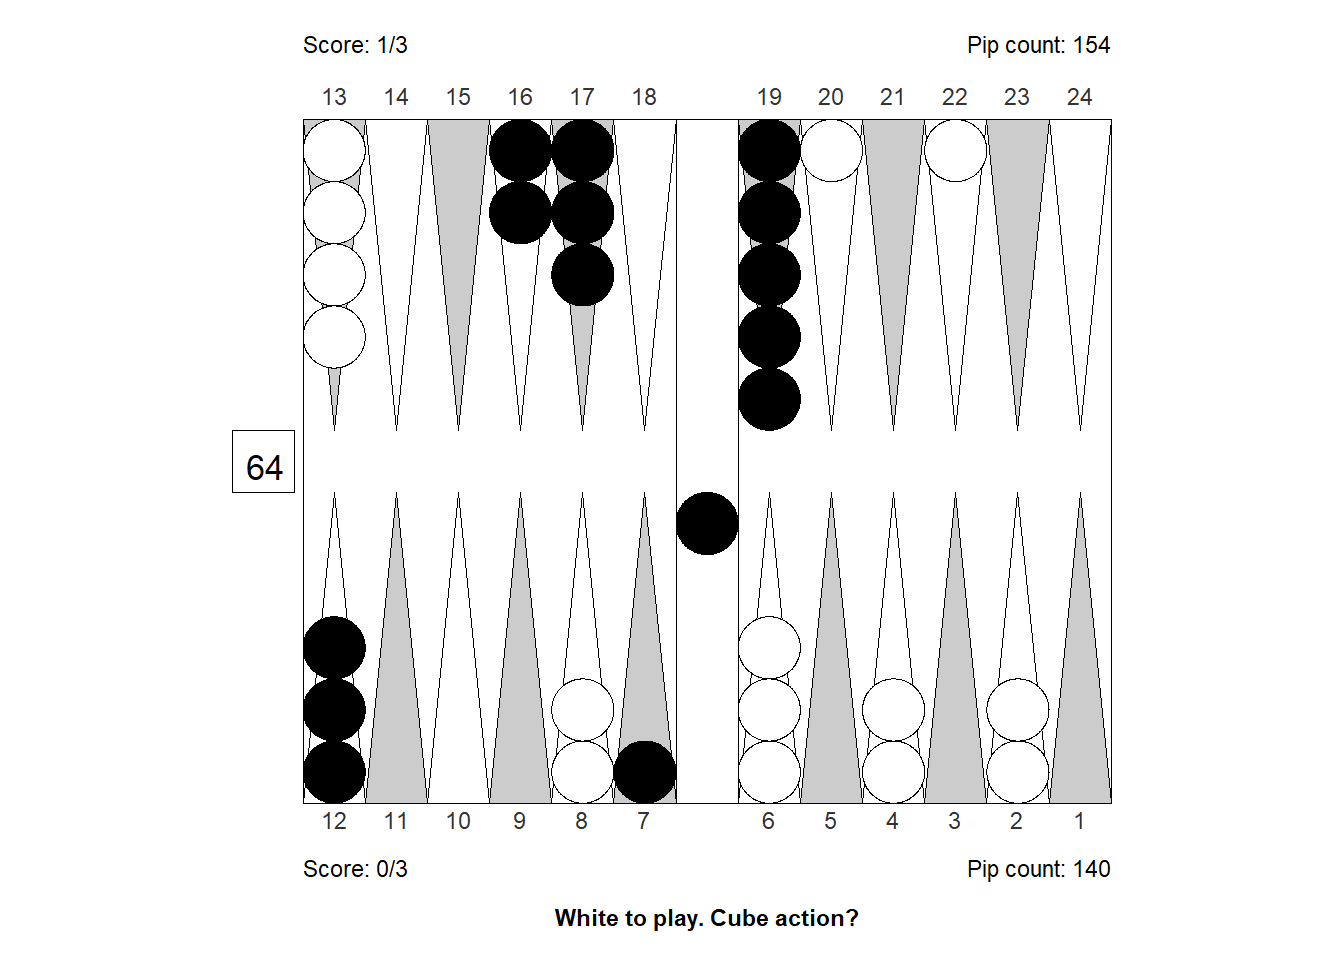 Score: 1/3 Pip count: 154
13 14 15 16 17 18 19 20 21 22 23 24
64
12 11 10 9 8 7 6 5 4 3 2 1
Score: 0/3 Pip count: 140
White to play. Cube action?